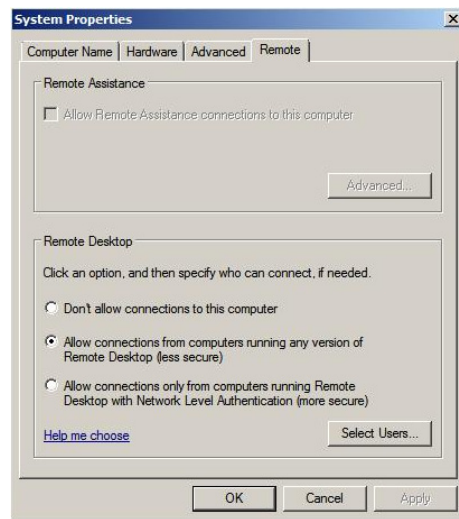 System Properties
Computer Name Hardware Advanced Remote
Remote Assistance
Allow Remote Assistance connections to this computer
Advanced...
Remote Desktop
Click an option, and then specify who can connect, if needed.
Don't allow connections to this computer
Allow connections from computers running any version of
Remote Desktop (less secure)
Allow connections only from computers running Remote
Desktop with Network Level Authentication (more secure)
Help me choose
Select Users...
OK Cancel Apply